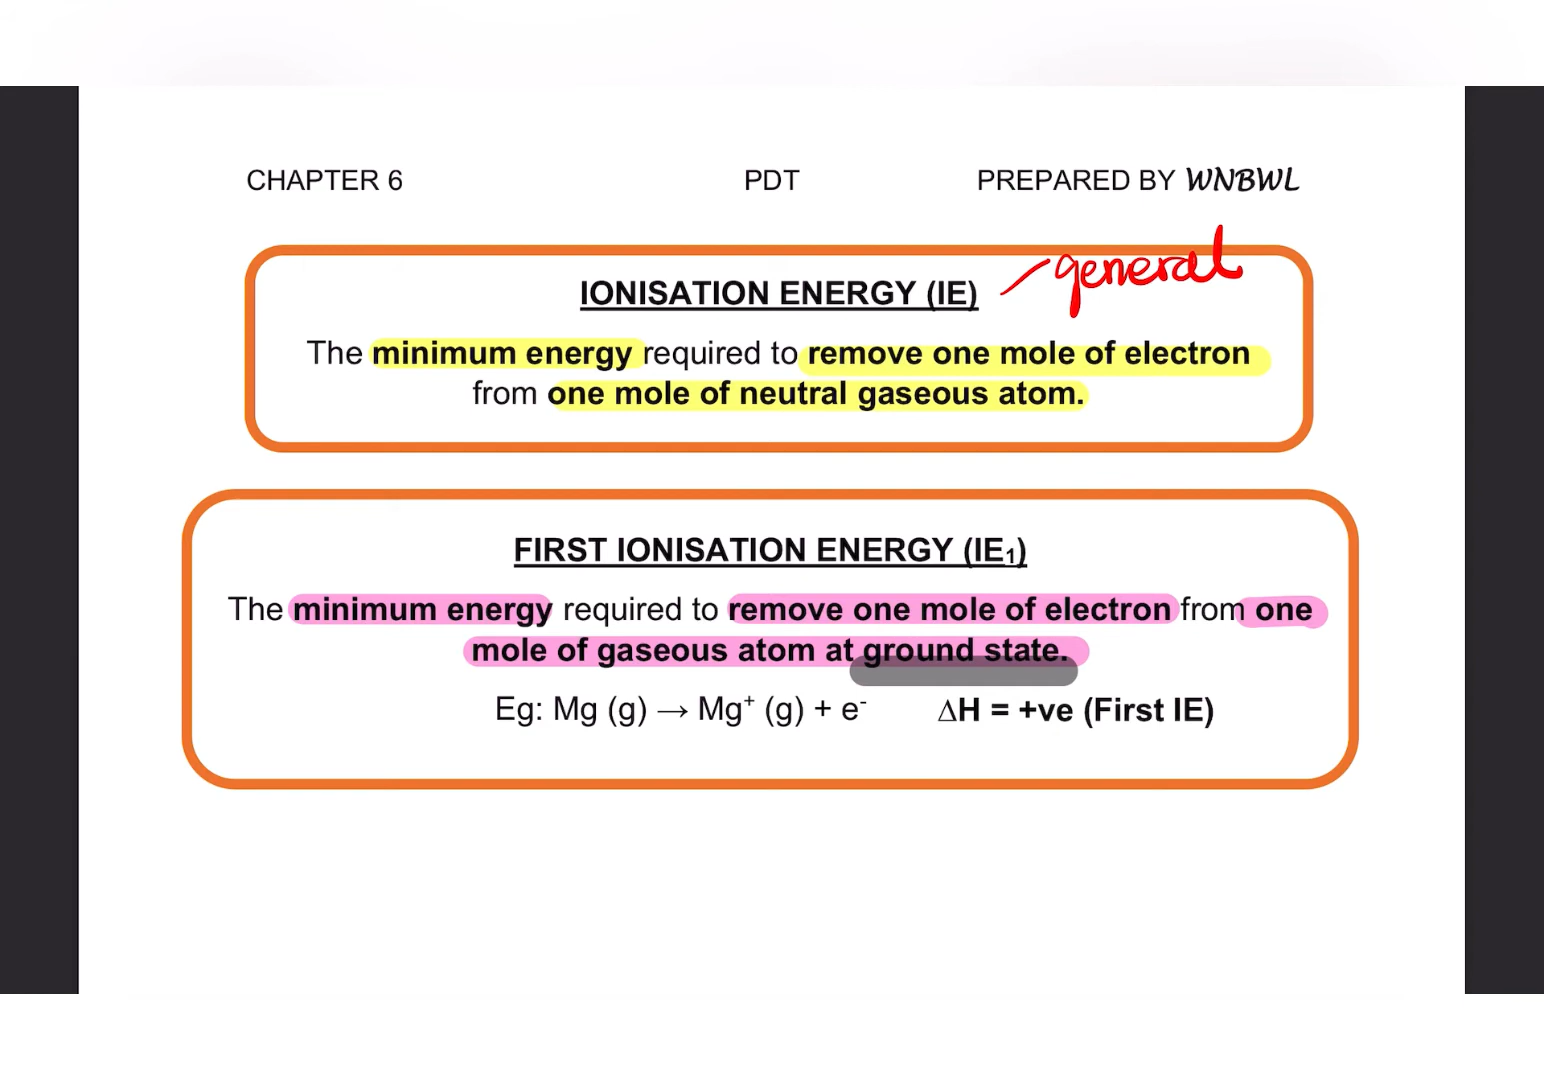 CHAPTER 6 PDT PREPARED BY WNBWL
general
IONISATION ENERGY (IE)
The minimum energy required to remove one mole of electron
from one mole of neutral gaseous atom.
FIRST IONISATION ENERGY (IE₁)
The minimum energy required to remove one mole of electron from one
mole of gaseous atom at ground state.
Eg: Mg (g) → Mg⁺ (g) + e⁻ ΔH = +ve (First IE)